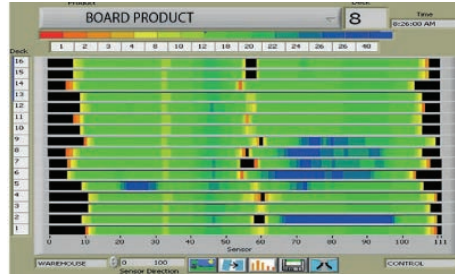 Product
BOARD PRODUCT
Deck
8
Time
8:26:00 AM
1 2 4 8 10 12 20 22 28 26 40
Deck
16
15
14
13
12
11
10
9
8
7
6
5
4
3
2
1
0 10 20 30 40 50 60 70 80 90 100 111
Sensor
WAREHOUSE
0 100
Sensor Direction
CONTROL